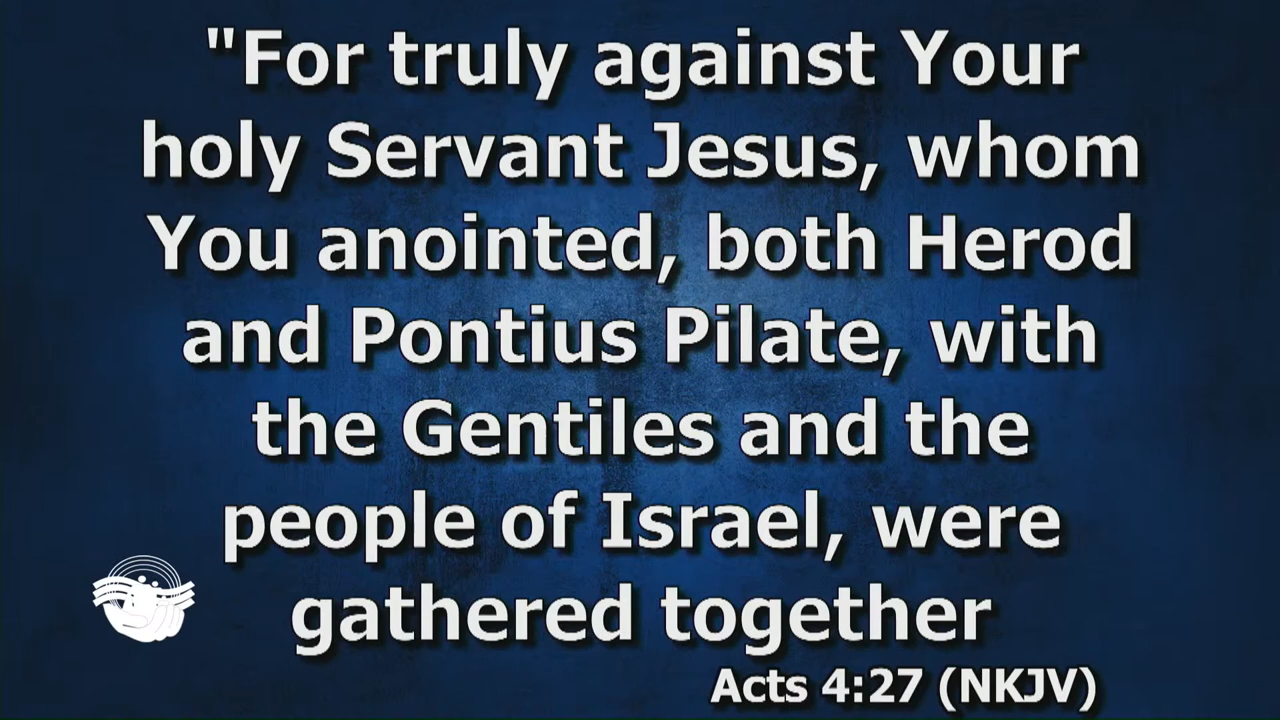 "For truly against Your
holy Servant Jesus, whom
You anointed, both Herod
and Pontius Pilate, with
the Gentiles and the
people of Israel, were
gathered together
Acts 4:27 (NKJV)